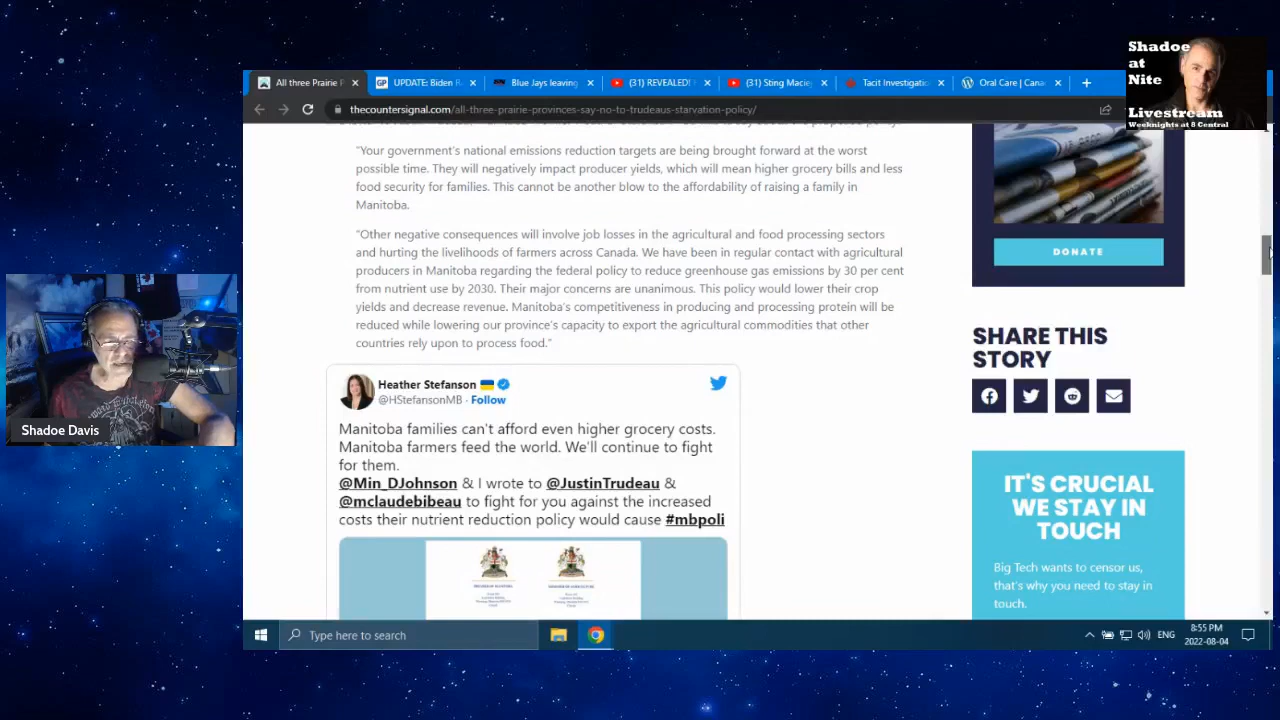 Shadoe
at
Nite
Livestream
Weeknights at 8 Central
All three Prairie P
UPDATE: Biden R
Blue Jays leaving
(31) REVEALED!
(31) Sting Macie
Tacit Investigatio
Oral Care | Cana
thecountersignal.com/all-three-prairie-provinces-say-no-to-trudeaus-starvation-policy/
"Your government's national emissions reduction targets are being brought forward at the worst
possible time. They will negatively impact producer yields, which will mean higher grocery bills and less
food security for families. This cannot be another blow to the affordability of raising a family in
Manitoba.
"Other negative consequences will involve job losses in the agricultural and food processing sectors
and hurting the livelihoods of farmers across Canada. We have been in regular contact with agricultural
producers in Manitoba regarding the federal policy to reduce greenhouse gas emissions by 30 per cent
from nutrient use by 2030. Their major concerns are unanimous. This policy would lower their crop
yields and decrease revenue. Manitoba's competitiveness in producing and processing protein will be
reduced while lowering our province's capacity to export the agricultural commodities that other
countries rely upon to process food."
Heather Stefanson
@HStefansonMB · Follow
Manitoba families can't afford even higher grocery costs.
Manitoba farmers feed the world. We'll continue to fight
for them.
@Min_DJohnson & I wrote to @JustinTrudeau &
@mclaudebibeau to fight for you against the increased
costs their nutrient reduction policy would cause #mbpoli
DONATE
SHARE THIS
STORY
IT'S CRUCIAL
WE STAY IN
TOUCH
Big Tech wants to censor us,
that's why you need to stay in
touch.
Shadoe Davis
Type here to search
ENG
8:55 PM
2022-08-04